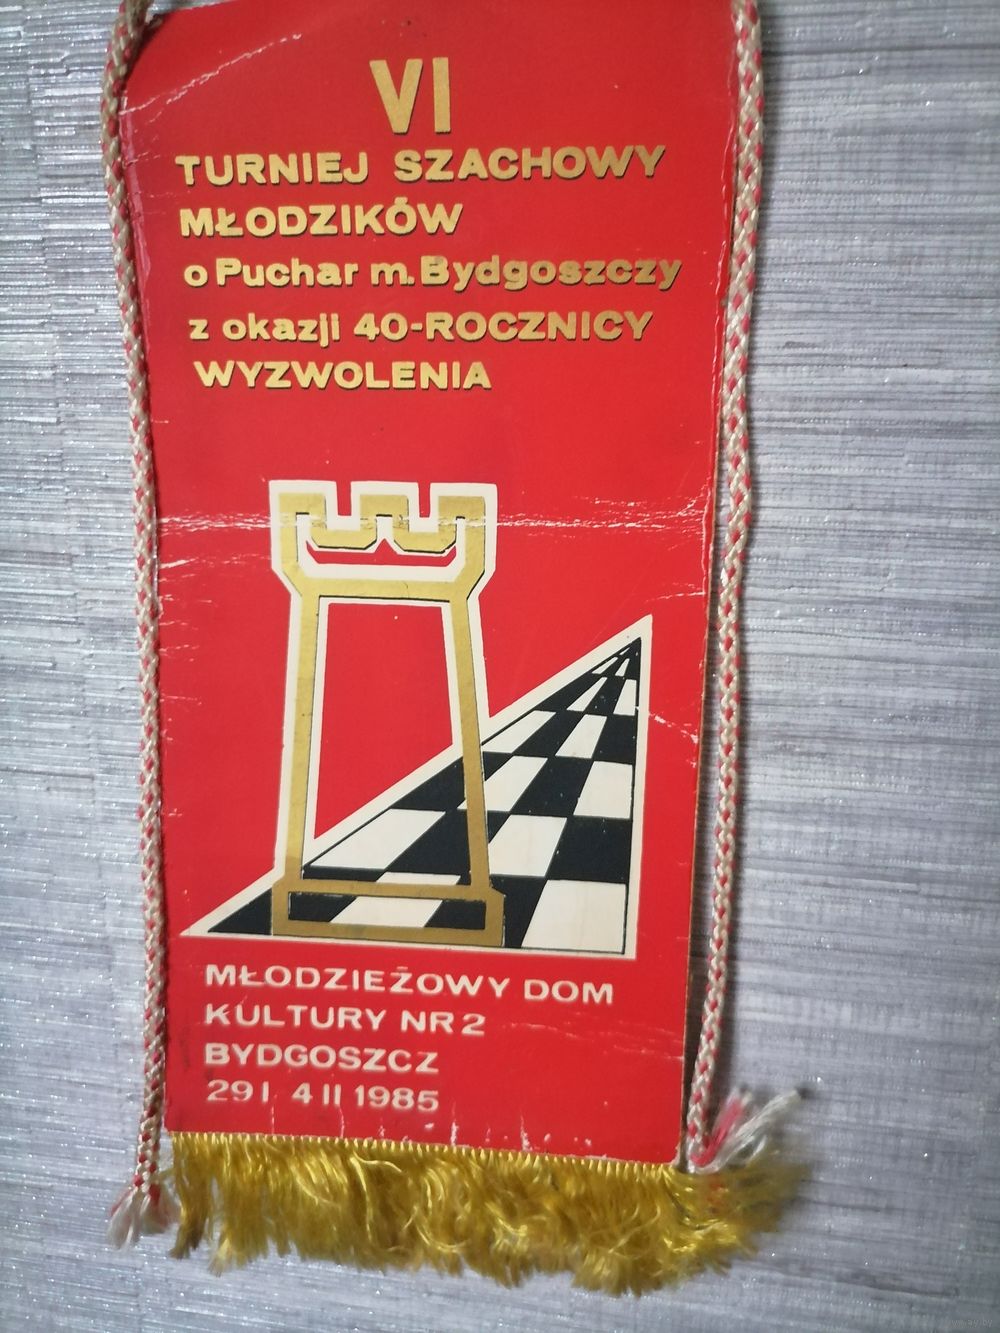 VI
TURNIEJ SZACHOWY
MŁODZIKÓW
o Puchar m. Bydgoszczy
z okazji 40-ROCZNICY
WYZWOLENIA
MŁODZIEŻOWY DOM
KULTURY NR 2
BYDGOSZCZ
29 I 4 II 1985